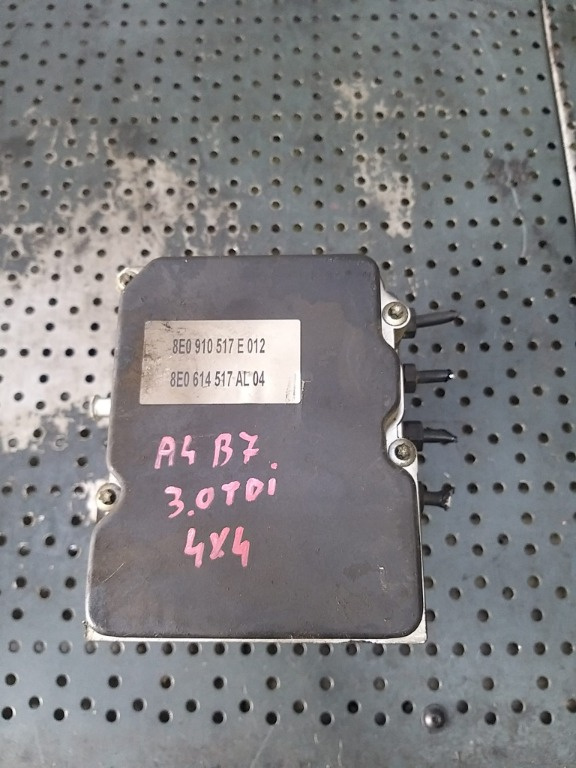 8E0 910 517 E 012
8E0 614 517 AL 04
A4 B7
3.0TDi
4x4